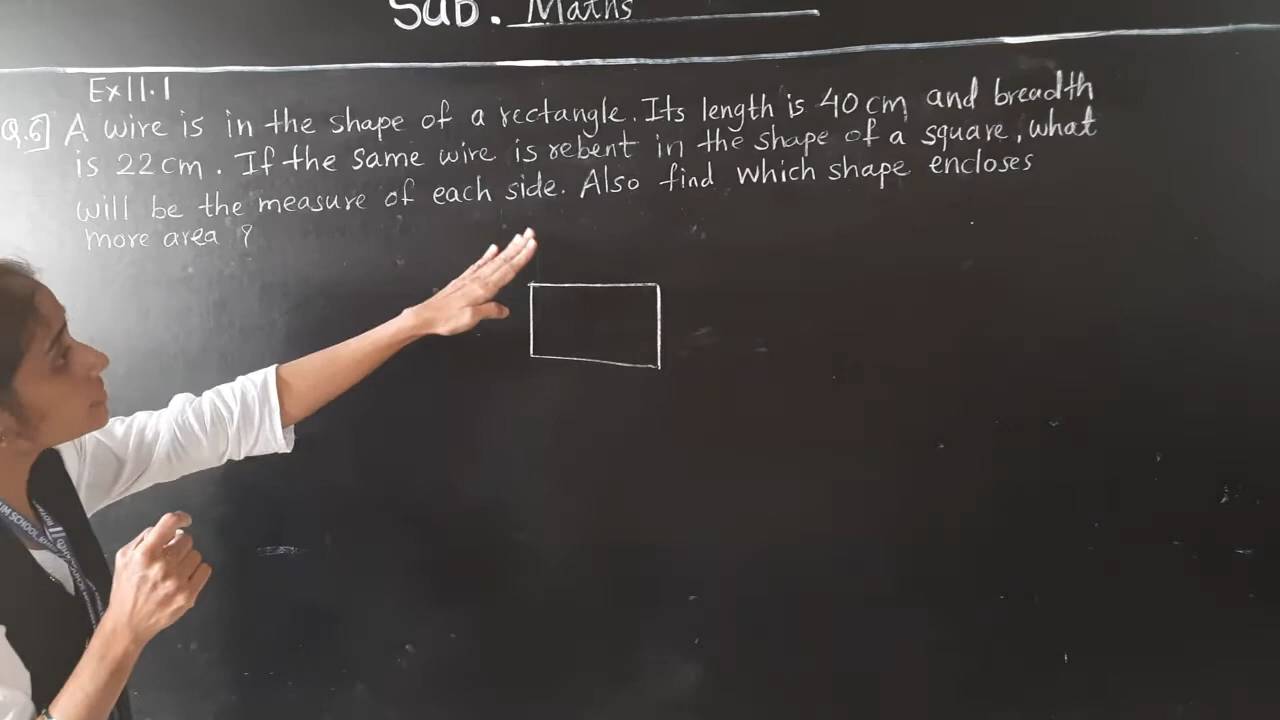 Sub. Maths
Ex11.1
Q.6] A wire is in the shape of a rectangle. Its length is 40 cm and breadth
is 22 cm. If the same wire is rebent in the shape of a square, what
will be the measure of each side. Also find which shape encloses
more area ?